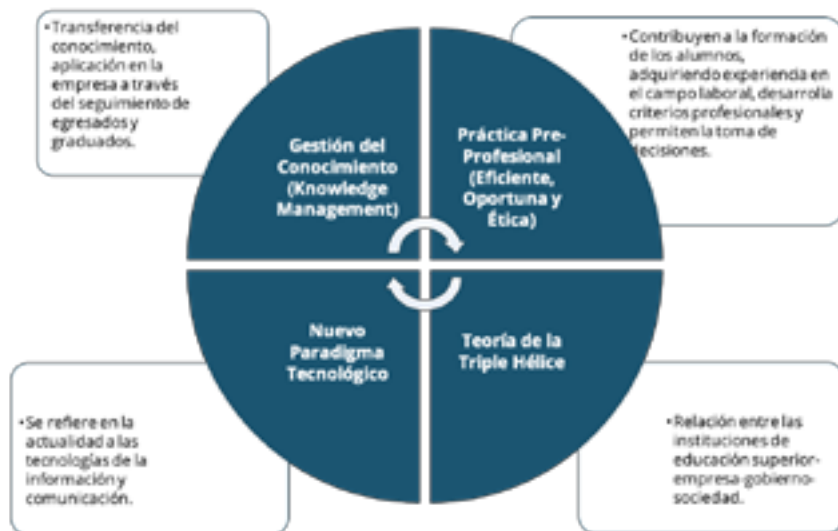 •Transferencia del
conocimiento,
aplicación en la
empresa a través
del seguimiento de
egresados y
graduados.
Gestión del
Conocimiento
(Knowledge
Management)
Práctica Pre-
Profesional
(Eficiente,
Oportuna y
Ética)
•Contribuyen a la formación
de los alumnos,
adquiriendo experiencia en
el campo laboral, desarrolla
criterios profesionales y
permiten la toma de
decisiones.
Nuevo
Paradigma
Tecnológico
Teoría de la
Triple Hélice
•Se refiere en la
actualidad a las
tecnologías de la
información y
comunicación.
•Relación entre las
instituciones de
educación superior-
empresa-gobierno-
sociedad.